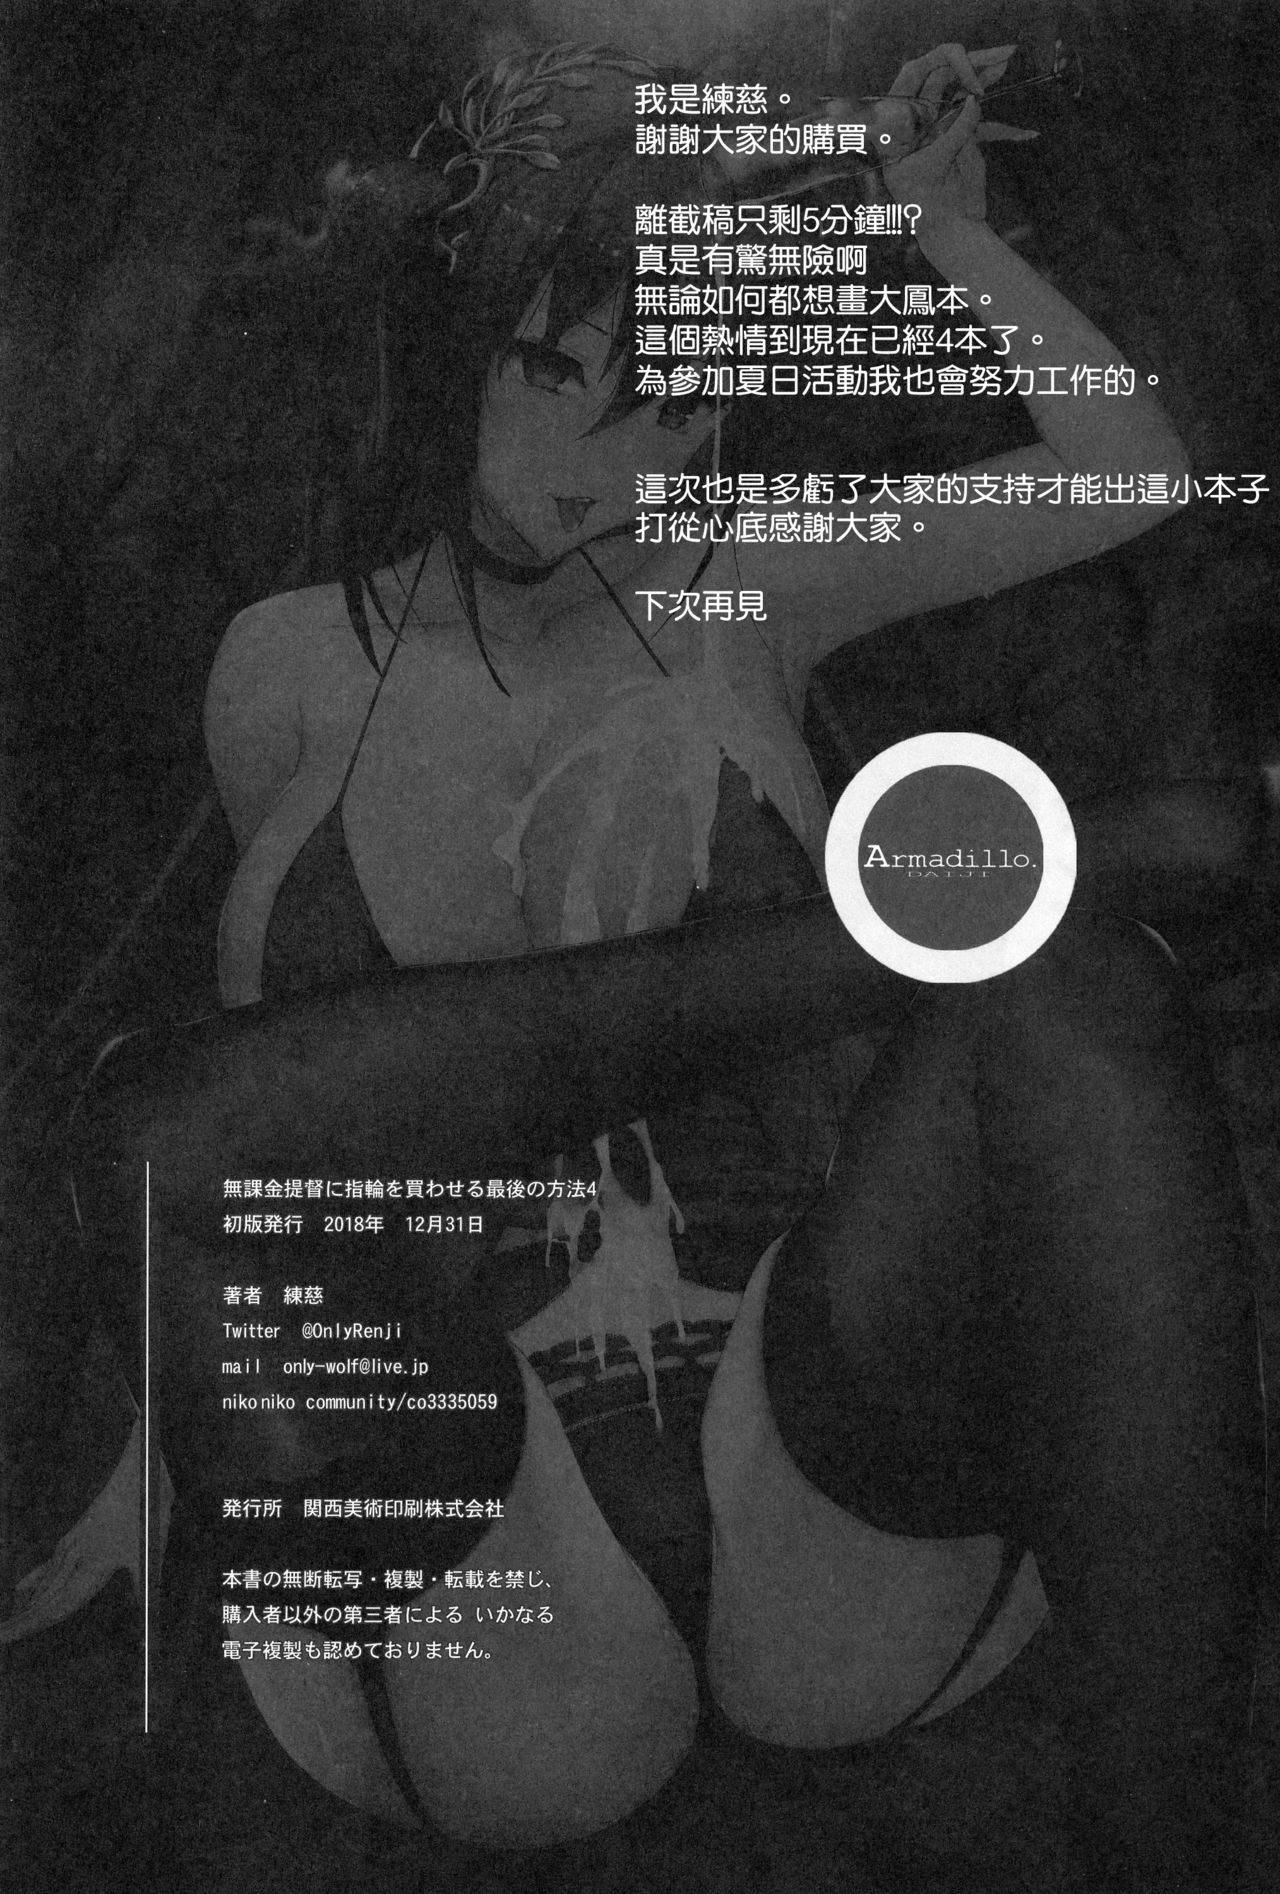 我是練慈。
謝謝大家的購買。
離截稿只剩5分鐘!!!?
真是有驚無險啊
無論如何都想畫大鳳本。
這個熱情到現在已經4本了。
為參加夏日活動我也會努力工作的。
這次也是多虧了大家的支持才能出這小本子
打從心底感謝大家。
下次再見
Armadillo.
DAIJI
無課金提督に指輪を買わせる最後の方法4
初版発行　2018年　12月31日
著者　練慈
Twitter　@OnlyRenji
mail　only-wolf@live.jp
nikoniko community/co3335059
発行所　関西美術印刷株式会社
本書の無断転写・複製・転載を禁じ、
購入者以外の第三者による いかなる
電子複製も認めておりません。